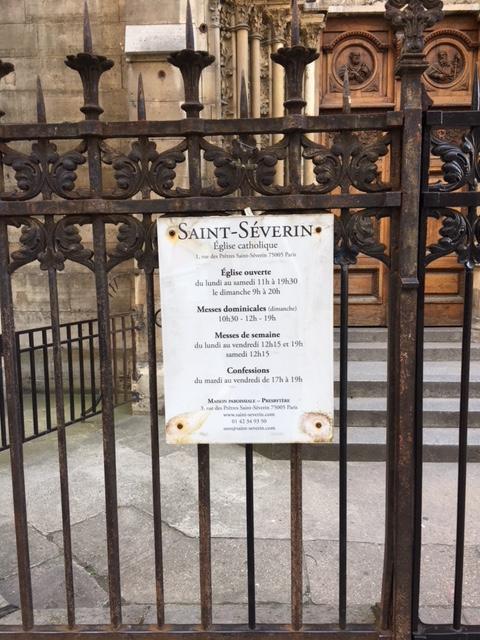 SAINT-SÉVERIN
Église catholique
1, rue des Prêtres Saint-Séverin 75005 Paris
Église ouverte
du lundi au samedi 11h à 19h30
le dimanche 9h à 20h
Messes dominicales (dimanche)
10h30 - 12h - 19h
Messes de semaine
du lundi au vendredi 12h15 et 19h
samedi 12h15
Confessions
du mardi au vendredi de 17h à 19h
MAISON PAROISSIALE – PRESBYTÈRE
3, rue des Prêtres Saint-Séverin 75005 Paris
www.saint-severin.com
01 42 34 93 50
@saint-severin.com